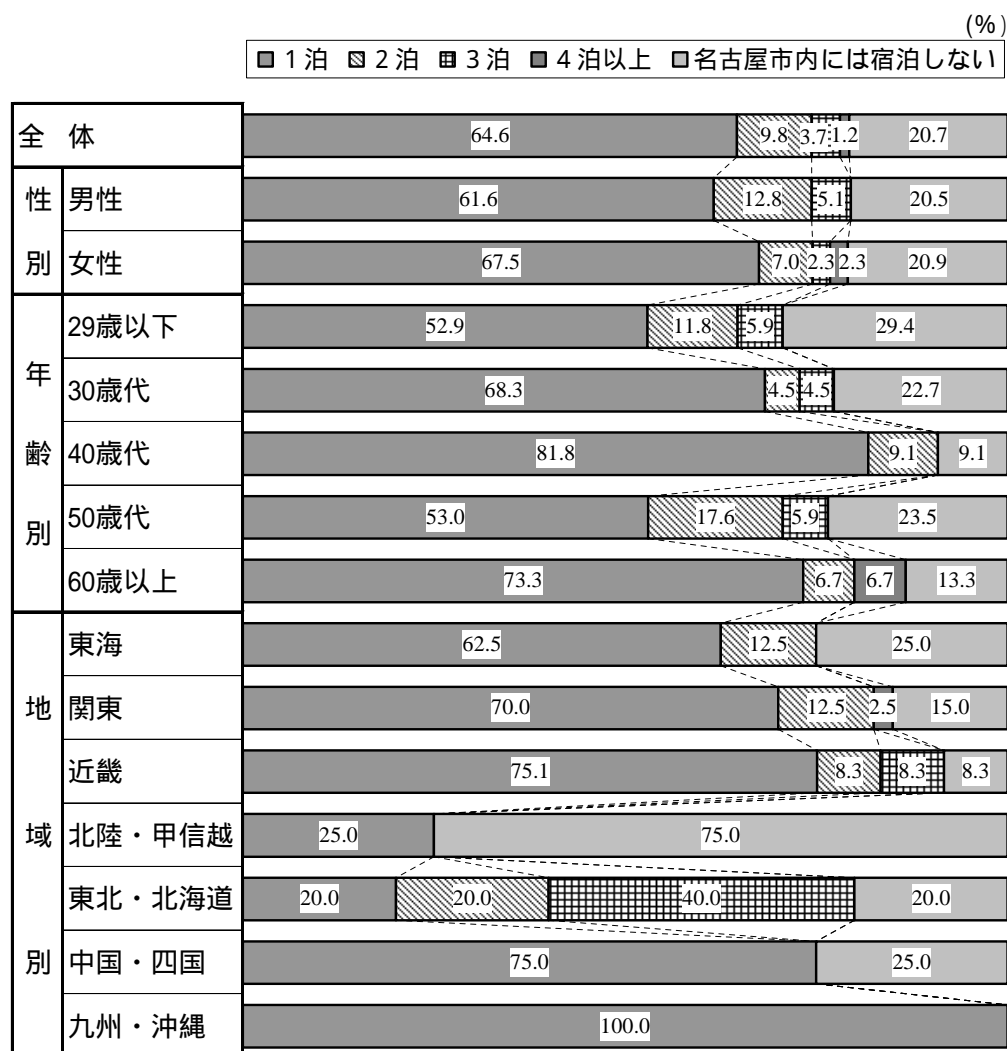 (%)
1泊 2泊 3泊 4泊以上 名古屋市内には宿泊しない
全 体 64.6 9.8 3.7 1.2 20.7
性別
男性 61.6 12.8 5.1 20.5
女性 67.5 7.0 2.3 2.3 20.9
年齢別
29歳以下 52.9 11.8 5.9 29.4
30歳代 68.3 4.5 4.5 22.7
40歳代 81.8 9.1 9.1
50歳代 53.0 17.6 5.9 23.5
60歳以上 73.3 6.7 6.7 13.3
地域別
東海 62.5 12.5 25.0
関東 70.0 12.5 2.5 15.0
近畿 75.1 8.3 8.3 8.3
北陸・甲信越 25.0 75.0
東北・北海道 20.0 20.0 40.0 20.0
中国・四国 75.0 25.0
九州・沖縄 100.0